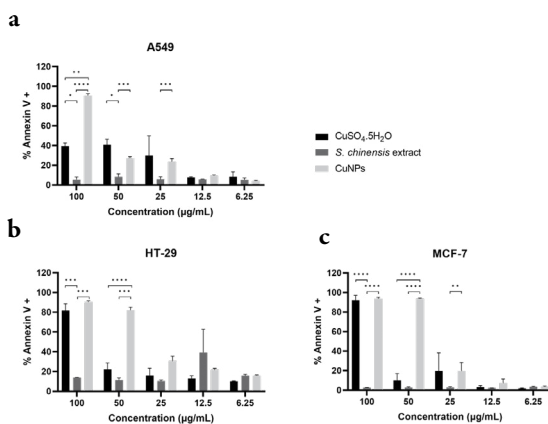 a
A549
% Annexin V +
120
100
80
60
40
20
0
** 
****
*
*
***
***
100 50 25 12.5 6.25
Concentration (µg/mL)
CuSO₄.5H₂O
S. chinensis extract
CuNPs
b
HT-29
% Annexin V +
120
100
80
60
40
20
0
***
***
****
***
100 50 25 12.5 6.25
Concentration (µg/mL)
c
MCF-7
% Annexin V +
120
100
80
60
40
20
0
****
****
****
****
**
100 50 25 12.5 6.25
Concentration (µg/mL)